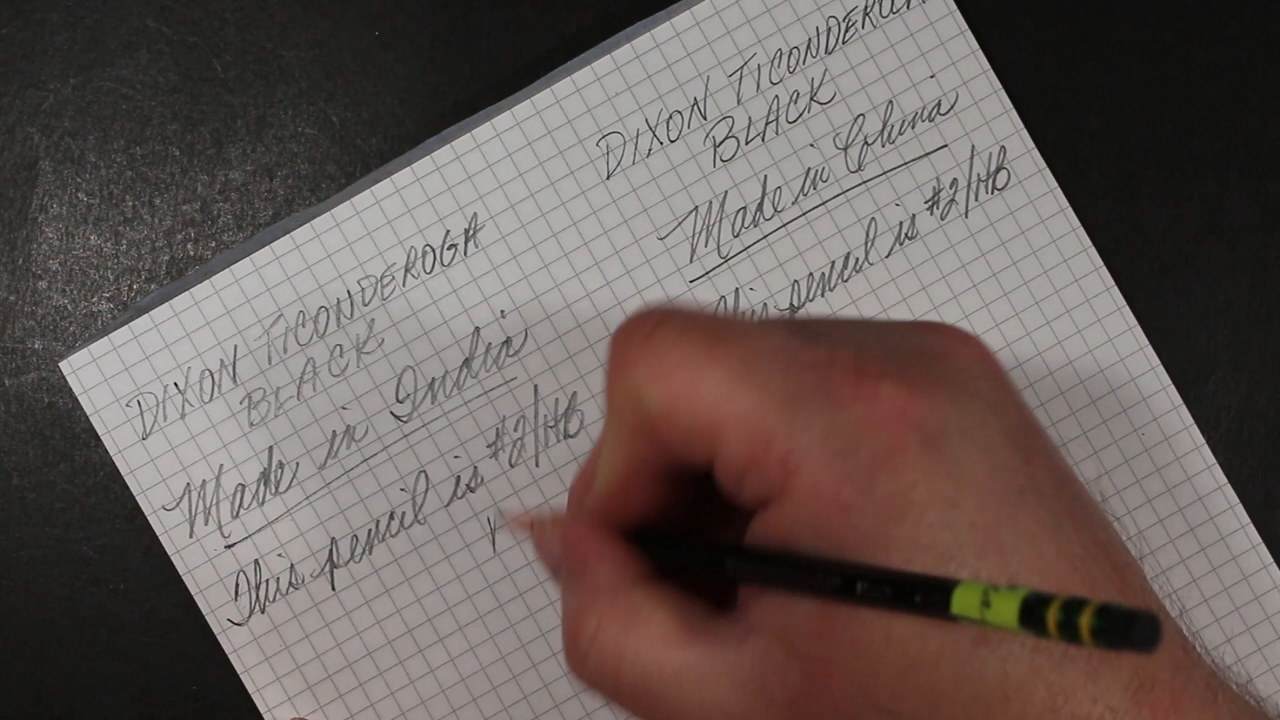 DIXON TICONDEROGA
BLACK
Made in India
This pencil is #2/HB
DIXON TICONDEROGA
BLACK
Made in China
This pencil is #2/HB